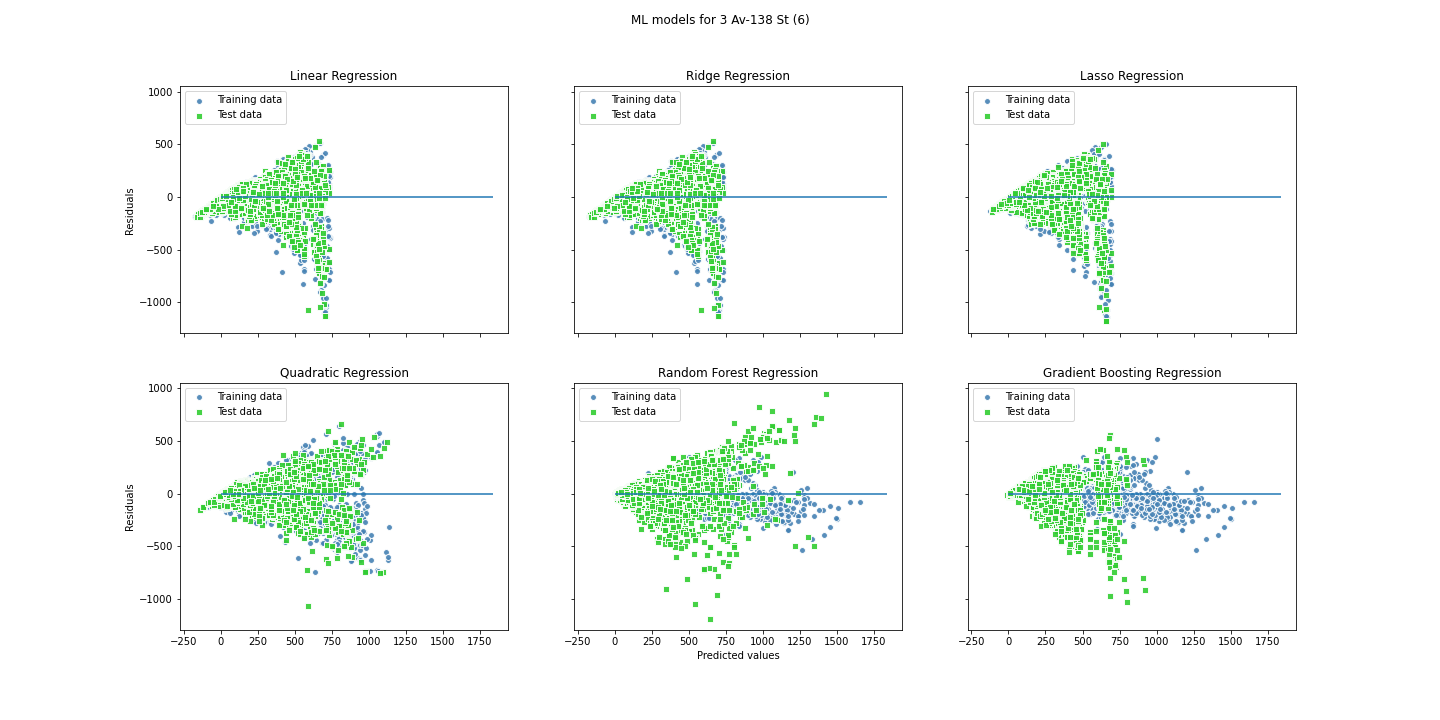 ML models for 3 Av-138 St (6)
Linear Regression
Ridge Regression
Lasso Regression
Training data
Test data
Training data
Test data
Training data
Test data
1000
500
0
−500
−1000
Residuals
Quadratic Regression
Random Forest Regression
Gradient Boosting Regression
Training data
Test data
Training data
Test data
Training data
Test data
1000
500
0
−500
−1000
Residuals
−250 0 250 500 750 1000 1250 1500 1750
−250 0 250 500 750 1000 1250 1500 1750
−250 0 250 500 750 1000 1250 1500 1750
Predicted values